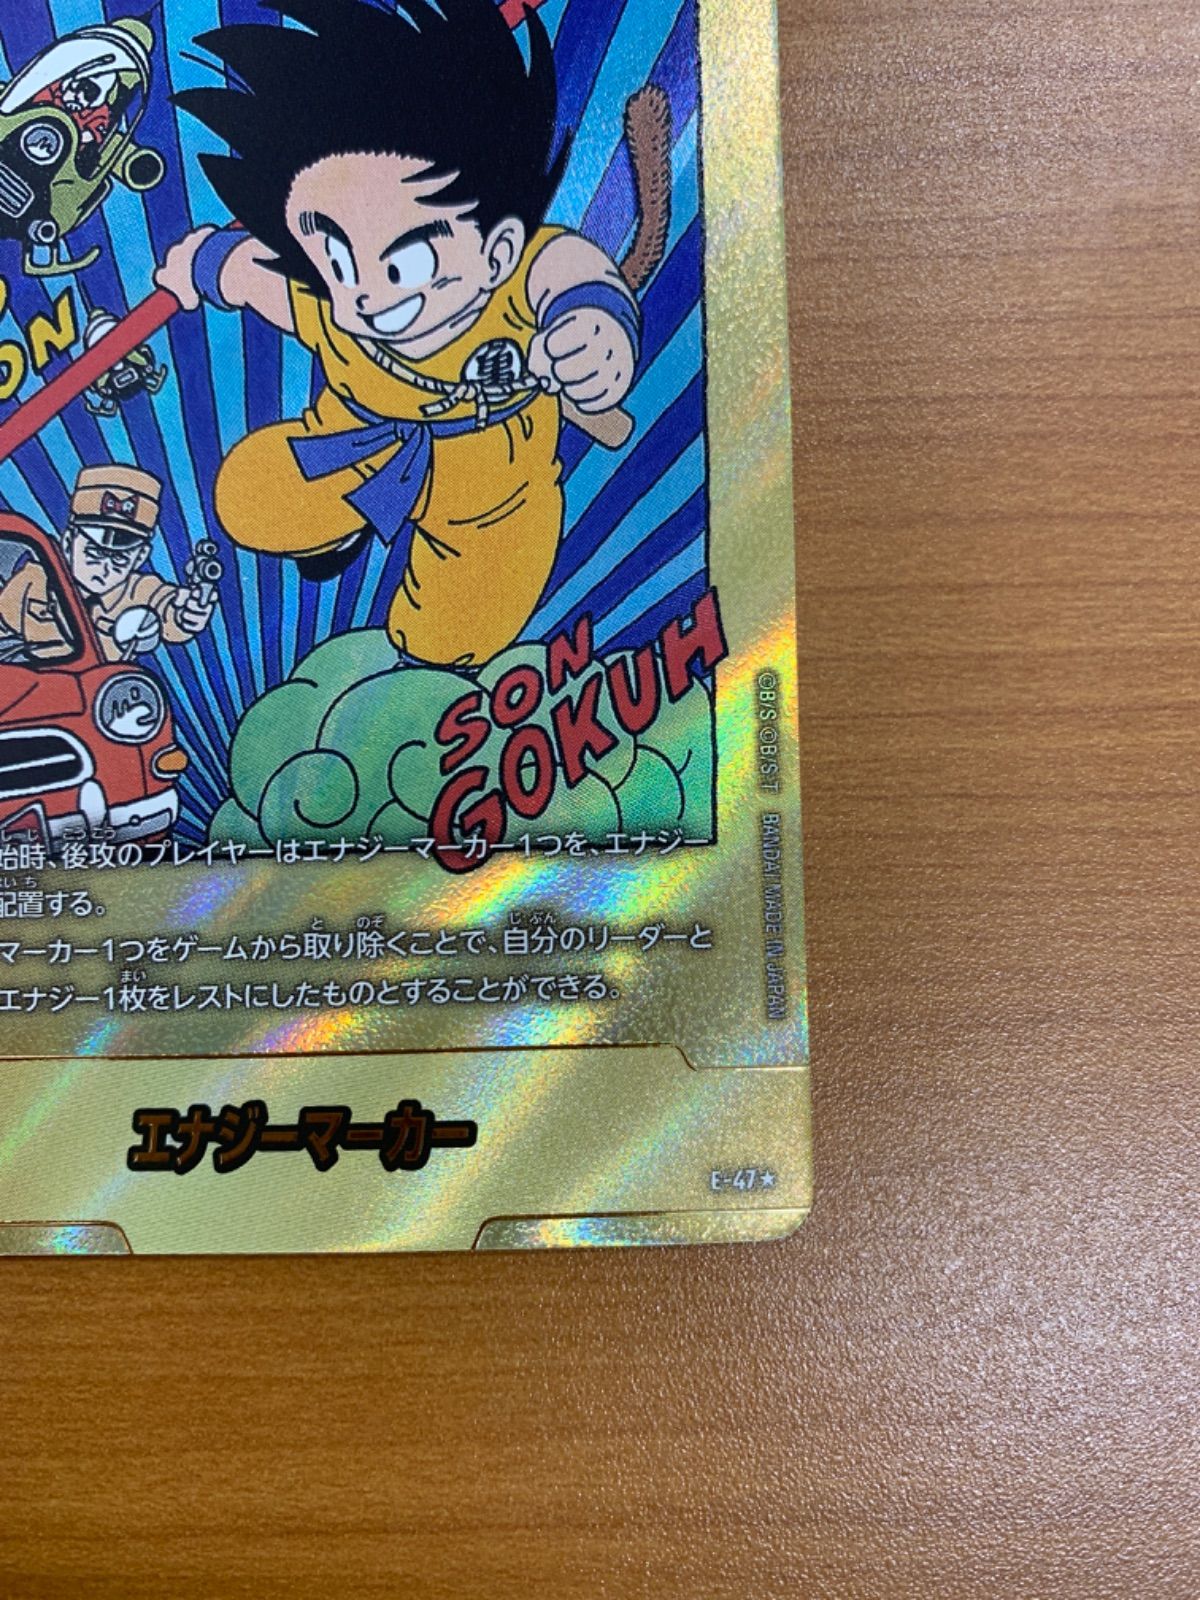 ON
亀
RR
SON
GOKUH
始時、後攻のプレイヤーはエナジーマーカー1つを、エナジー
配置する。
マーカー1つをゲームから取り除くことで、自分のリーダーと
エナジー1枚をレストにしたものとすることができる。
©B/S ©B/S・T BANDAI MADE IN JAPAN
エナジーマーカー
E-47★